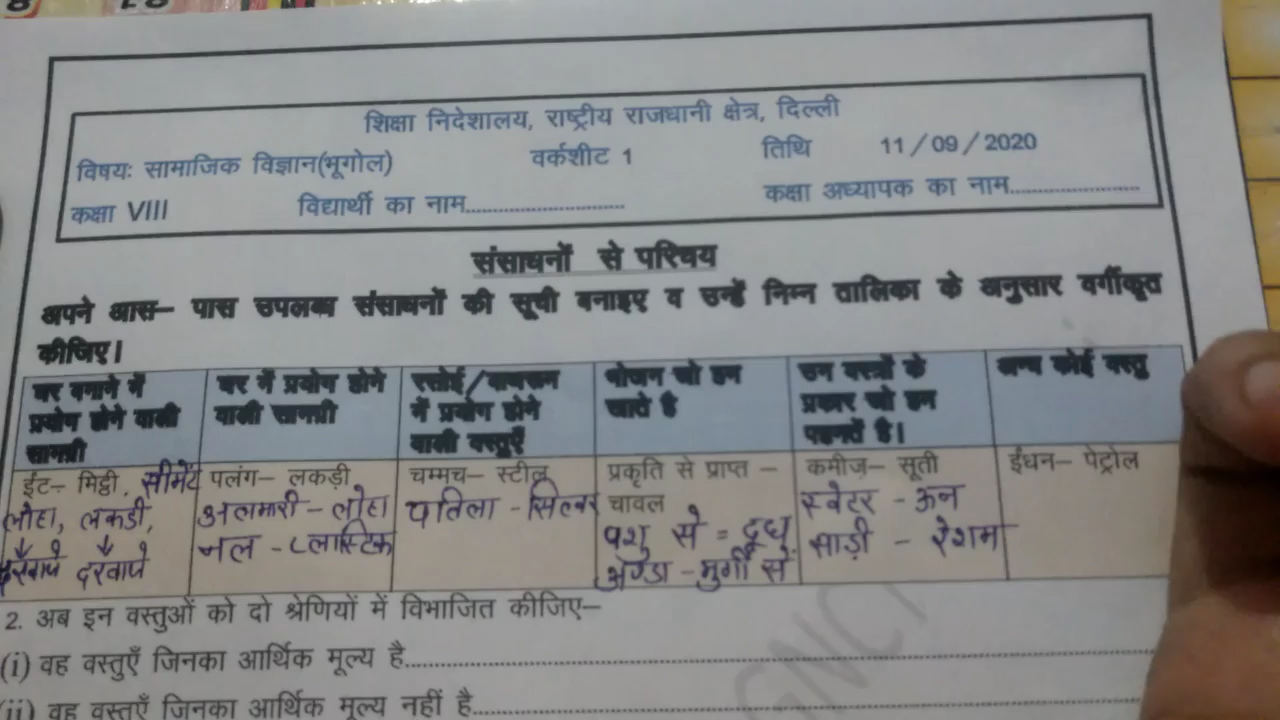 शिक्षा निदेशालय, राष्ट्रीय राजधानी क्षेत्र, दिल्ली
विषयः सामाजिक विज्ञान(भूगोल) वर्कशीट 1 तिथि 11/09/2020
कक्षा VIII विद्यार्थी का नाम............................ कक्षा अध्यापक का नाम......................
संसाधनों से परिचय
अपने आस– पास उपलब्ध संसाधनों की सूची बनाइए व उन्हें निम्न तालिका के अनुसार वर्गीकृत
कीजिए।
घर बनाने में
प्रयोग होने वाली
सामग्री
घर में प्रयोग होने
वाली सामग्री
रसोई/बाथरूम
में प्रयोग होने
वाली वस्तुएँ
भोजन जो हम
खाते है
उन वस्त्रों के
प्रकार जो हम
पहनतें है।
अन्य कोई वस्तु
ईंट– मिट्टी, सीमेंट
लोहा, लकडी,
दरवाजे दरवाजे
पलंग– लकड़ी
अलमारी – लोहा
नल - प्लास्टिक
चम्मच– स्टील
पतिला - सिल्वर
प्रकृति से प्राप्त –
चावल
पशु से = दूध
अण्डा - मुर्गी से
कमीज– सूती
स्वेटर - ऊन
साड़ी - रेशम
ईंधन– पेट्रोल
2. अब इन वस्तुओं को दो श्रेणियों में विभाजित कीजिए–
(i) वह वस्तुएँ जिनका आर्थिक मूल्य है......................
(ii) वह वस्तुएँ जिनका आर्थिक मूल्य नहीं है......................
GNCT